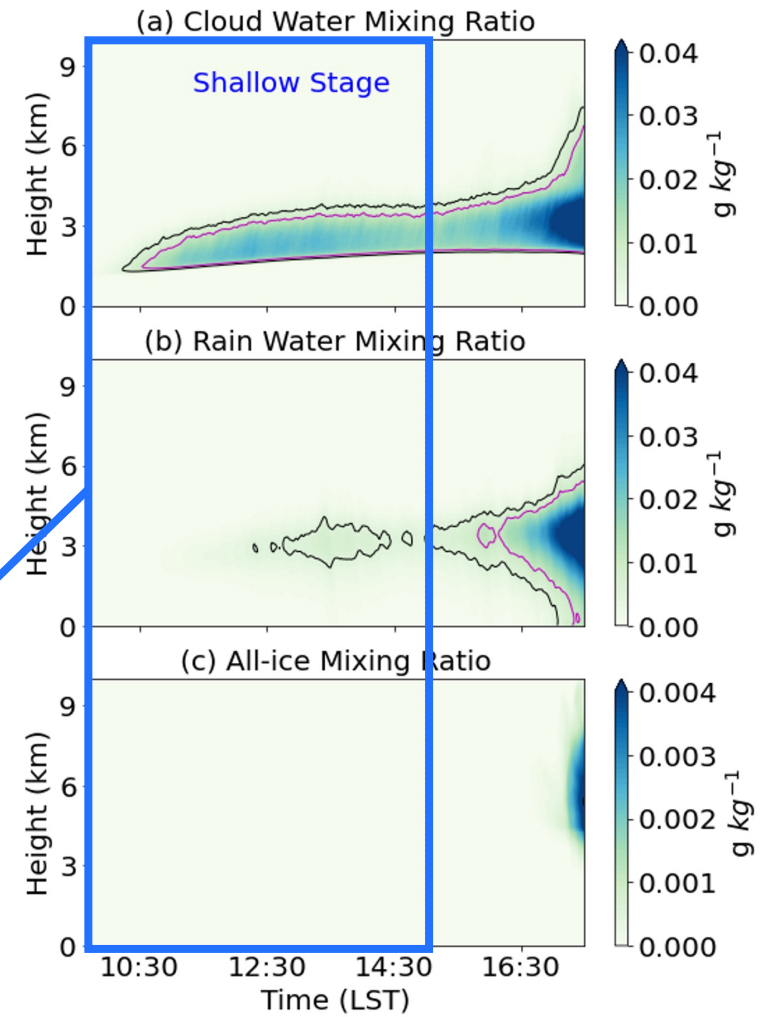 (a) Cloud Water Mixing Ratio
Shallow Stage
Height (km)
9
6
3
0
0.04
0.03
0.02
0.01
0.00
g kg⁻¹
(b) Rain Water Mixing Ratio
Height (km)
9
6
3
0
0.04
0.03
0.02
0.01
0.00
g kg⁻¹
(c) All-ice Mixing Ratio
Height (km)
9
6
3
0
0.004
0.003
0.002
0.001
0.000
g kg⁻¹
10:30 12:30 14:30 16:30
Time (LST)